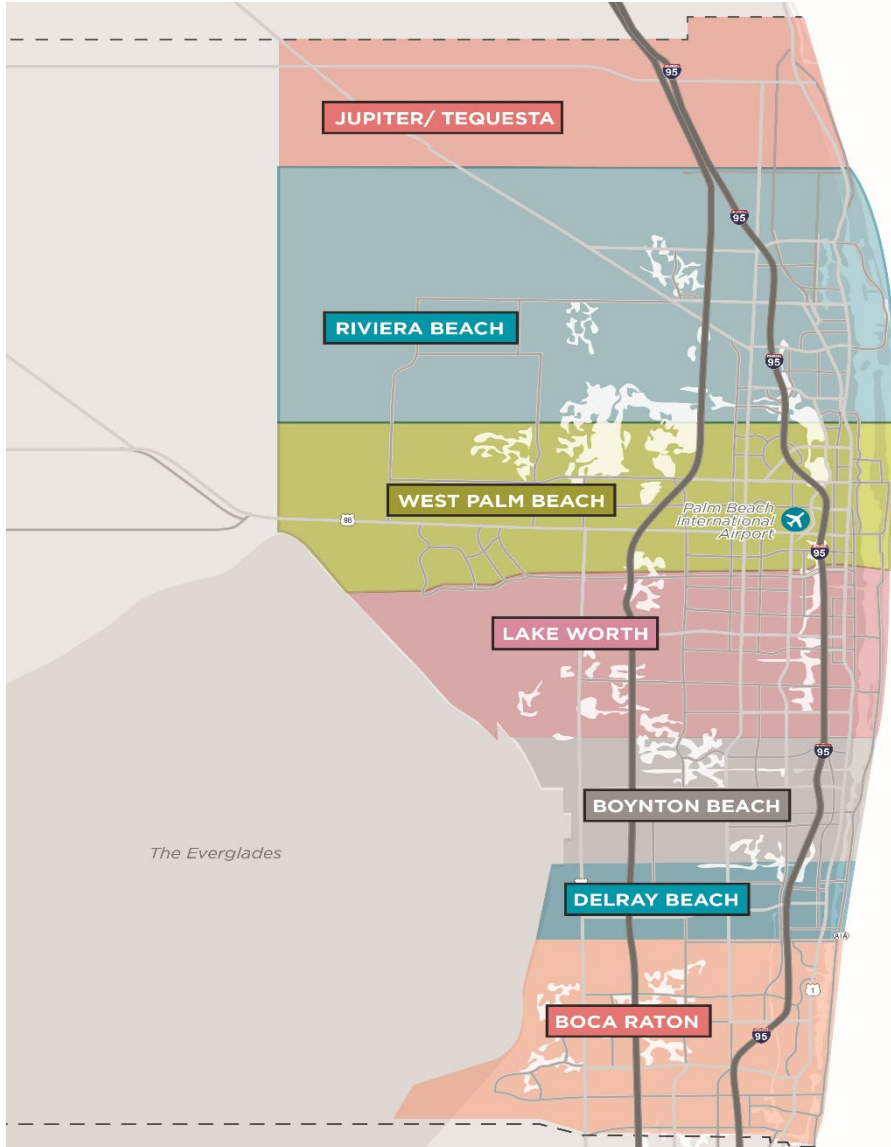 95
JUPITER/ TEQUESTA
95
RIVIERA BEACH
95
WEST PALM BEACH
98
Palm Beach
International
Airport
95
LAKE WORTH
95
BOYNTON BEACH
The Everglades
DELRAY BEACH
A1A
1
BOCA RATON
95